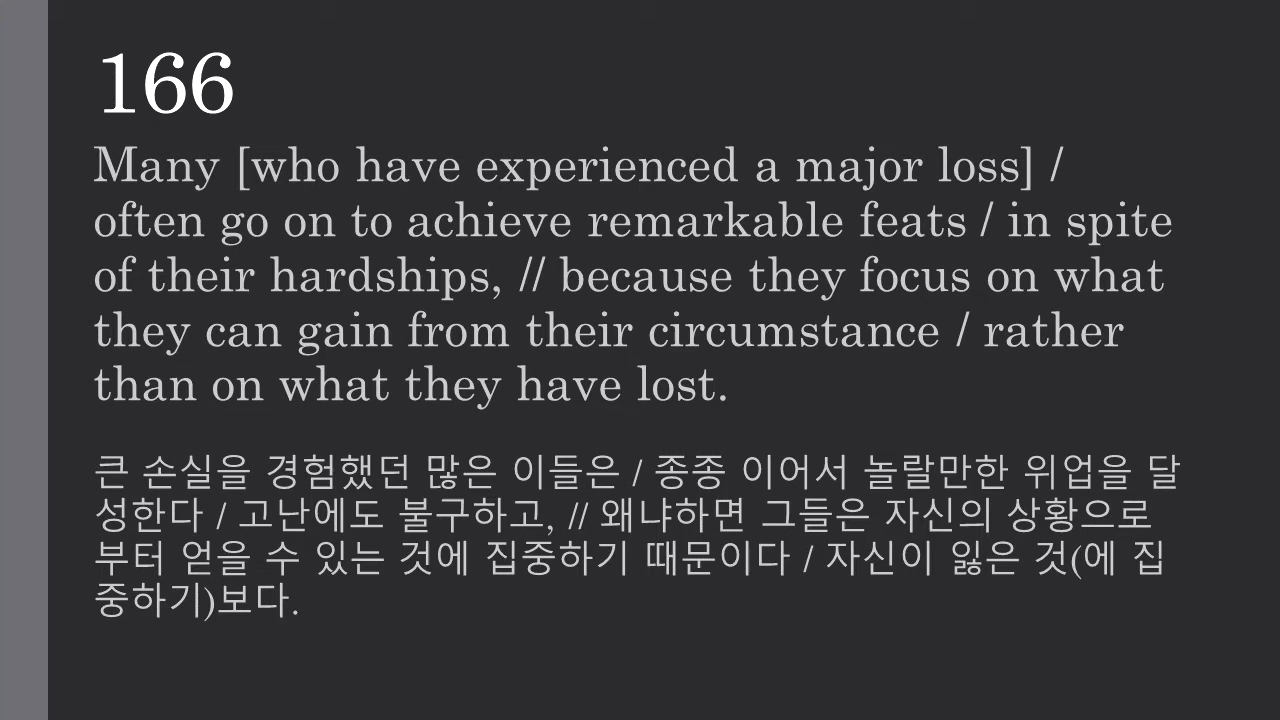 166
Many [who have experienced a major loss] /
often go on to achieve remarkable feats / in spite
of their hardships, // because they focus on what
they can gain from their circumstance / rather
than on what they have lost.
큰 손실을 경험했던 많은 이들은 / 종종 이어서 놀랄만한 위업을 달
성한다 / 고난에도 불구하고, // 왜냐하면 그들은 자신의 상황으로
부터 얻을 수 있는 것에 집중하기 때문이다 / 자신이 잃은 것(에 집
중하기)보다.